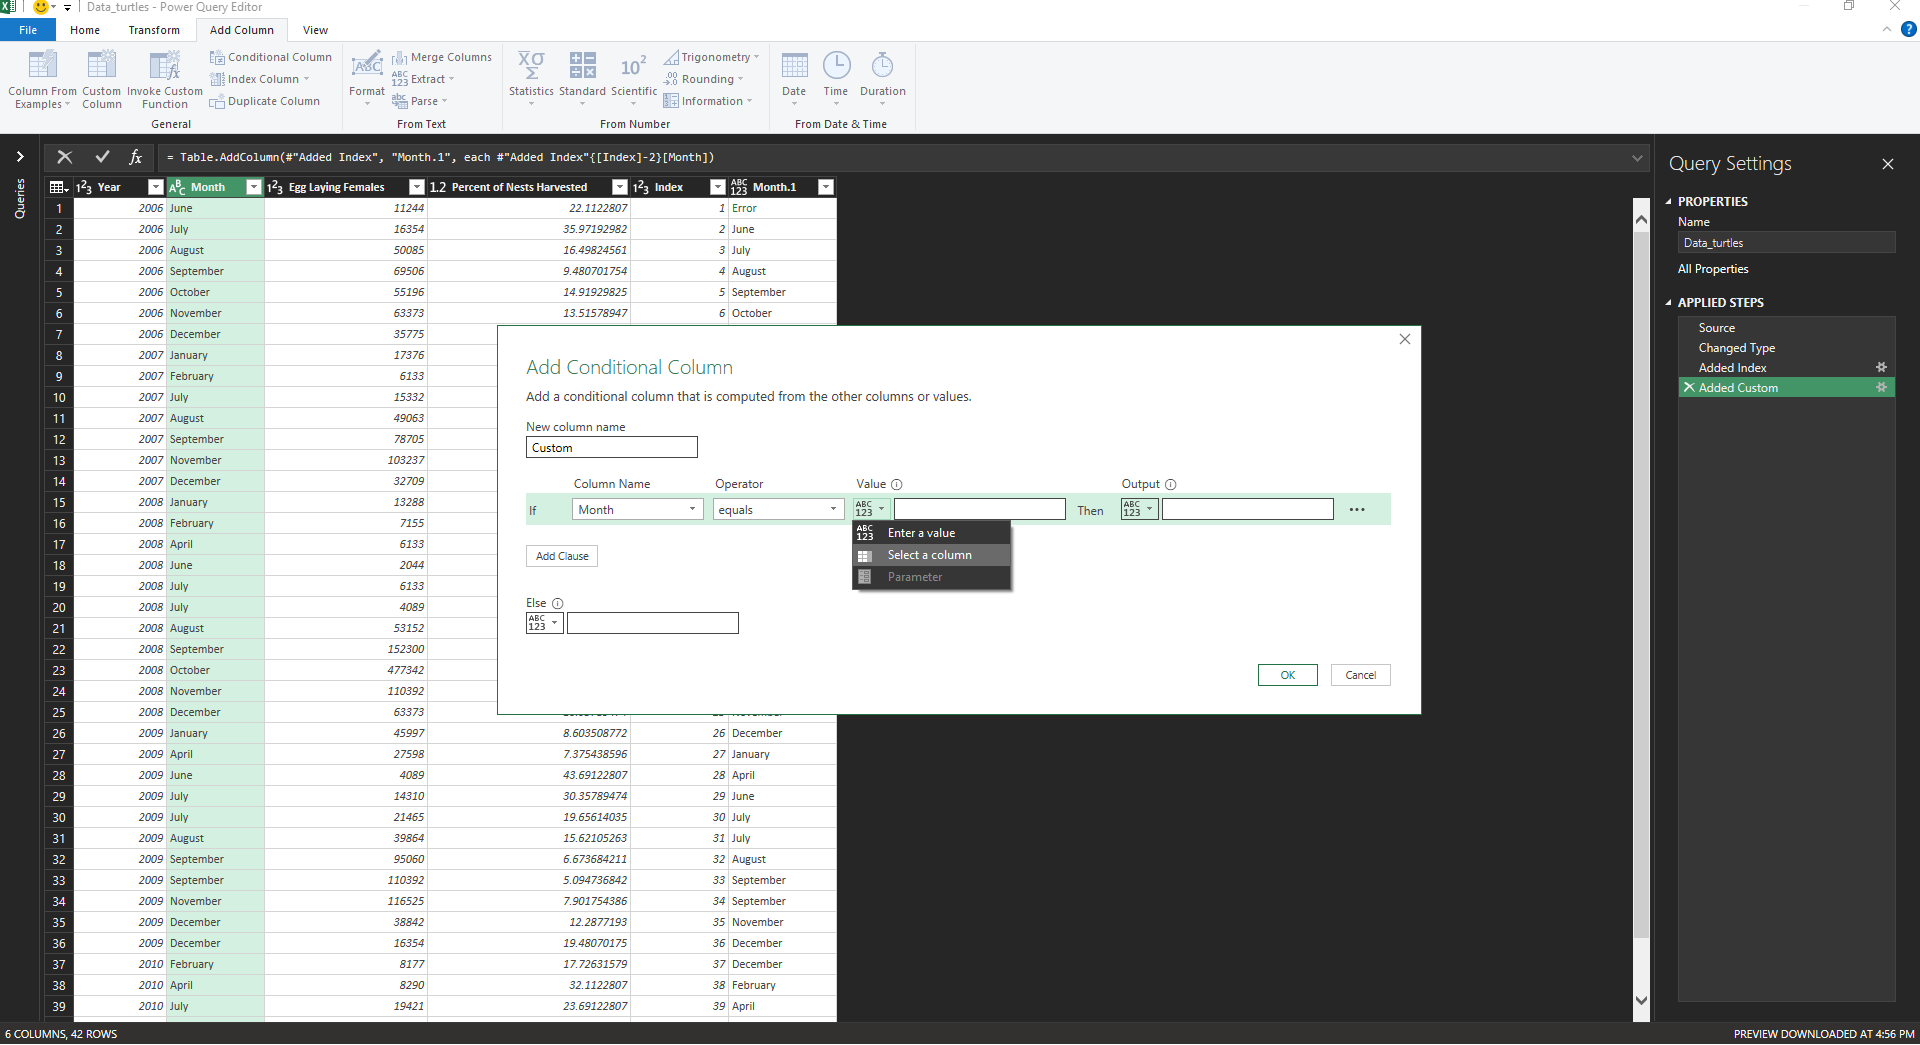 Data_turtles - Power Query Editor
File Home Transform Add Column View
Column From Examples
Custom Column
Invoke Custom Function
Conditional Column
Index Column
Duplicate Column
General
Format
Merge Columns
Extract
Parse
From Text
Statistics
Standard
Scientific
Trigonometry
Rounding
Information
From Number
Date
Time
Duration
From Date & Time
Queries
fx = Table.AddColumn(#"Added Index", "Month.1", each #"Added Index"{[Index]-2}[Month])
Year Month Egg Laying Females Percent of Nests Harvested Index Month.1
1 2006 June 11244 22.1122807 1 Error
2 2006 July 16354 35.97192982 2 June
3 2006 August 50085 16.49824561 3 July
4 2006 September 69506 9.480701754 4 August
5 2006 October 55196 14.91929825 5 September
6 2006 November 63373 13.51578947 6 October
7 2006 December 35775
8 2007 January 17376
9 2007 February 6133
10 2007 July 15332
11 2007 August 49063
12 2007 September 78705
13 2007 November 103237
14 2007 December 32709
15 2008 January 13288
16 2008 February 7155
17 2008 April 6133
18 2008 June 2044
19 2008 July 6133
20 2008 July 4089
21 2008 August 53152
22 2008 September 152300
23 2008 October 477342
24 2008 November 110392
25 2008 December 63373
26 2009 January 45997 8.603508772 26 December
27 2009 April 27598 7.375438596 27 January
28 2009 June 4089 43.69122807 28 April
29 2009 July 14310 30.35789474 29 June
30 2009 July 21465 19.65614035 30 July
31 2009 August 39864 15.62105263 31 July
32 2009 September 95060 6.673684211 32 August
33 2009 September 110392 5.094736842 33 September
34 2009 November 116525 7.901754386 34 September
35 2009 December 38842 12.2877193 35 November
36 2009 December 16354 19.48070175 36 December
37 2010 February 8177 17.72631579 37 December
38 2010 April 8290 32.1122807 38 February
39 2010 July 19421 23.69122807 39 April
Add Conditional Column
Add a conditional column that is computed from the other columns or values.
New column name
Custom
Column Name Operator Value Output
If Month equals ABC 123 Then ABC 123 ...
ABC 123 Enter a value
Select a column
Parameter
Add Clause
Else
ABC 123
OK Cancel
Query Settings
PROPERTIES
Name
Data_turtles
All Properties
APPLIED STEPS
Source
Changed Type
Added Index
Added Custom
6 COLUMNS, 42 ROWS
PREVIEW DOWNLOADED AT 4:56 PM